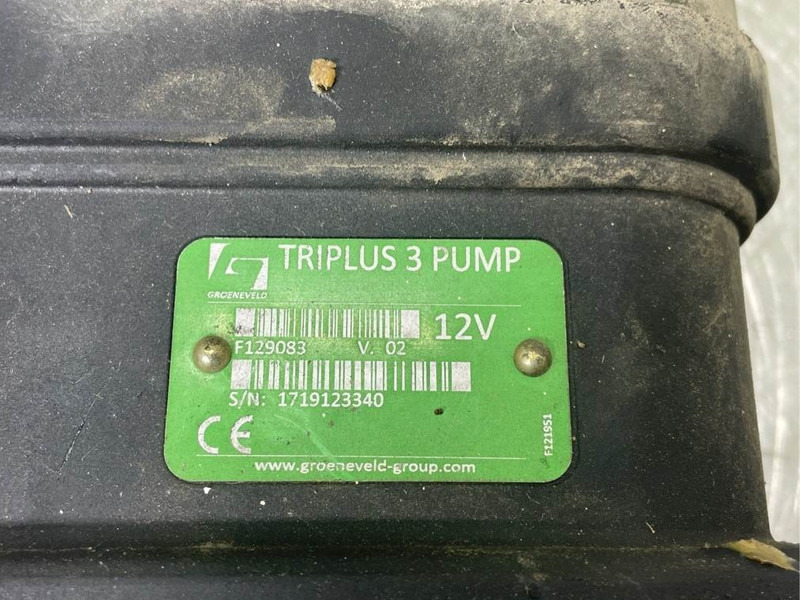 TRIPLUS 3 PUMP
GROENEVELD
12V
F129083 V. 02
S/N: 1719123340
CE
F121951
www.groeneveld-group.com